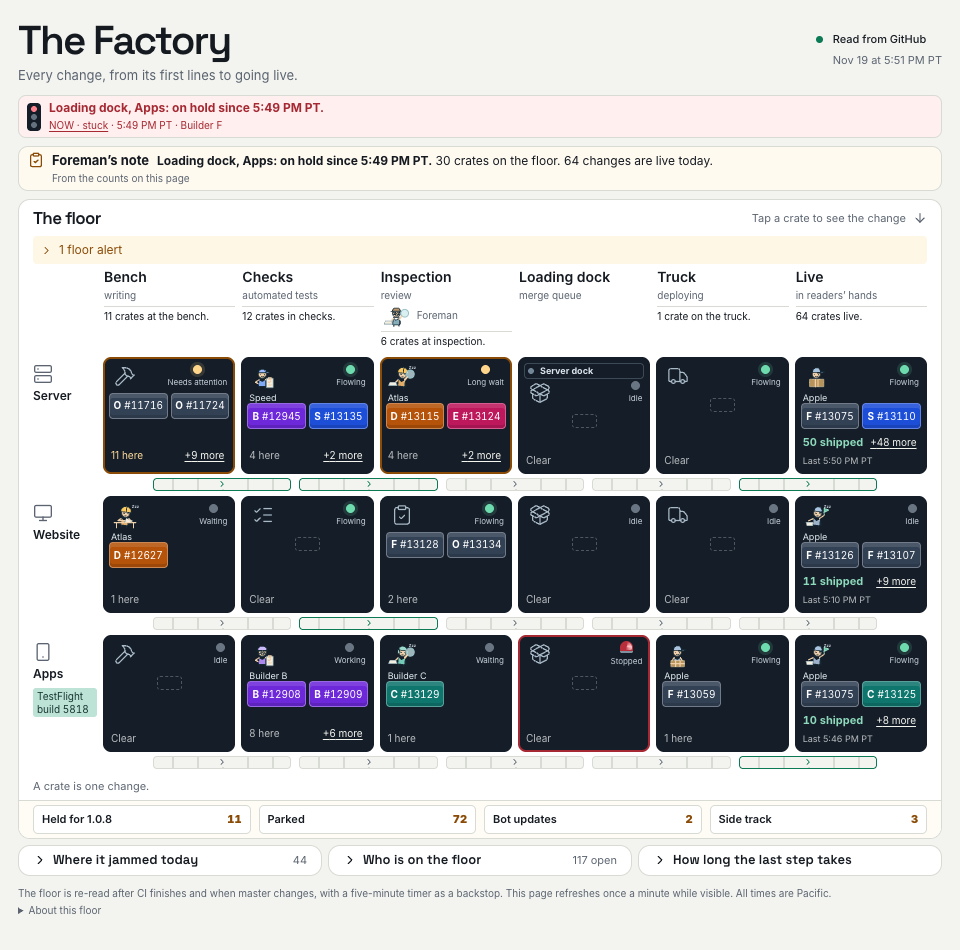 The Factory
Every change, from its first lines to going live.
Read from GitHub
Nov 19 at 5:51 PM PT
Loading dock, Apps: on hold since 5:49 PM PT.
NOW · stuck · 5:49 PM PT · Builder F
Foreman's note Loading dock, Apps: on hold since 5:49 PM PT. 30 crates on the floor. 64 changes are live today.
From the counts on this page
The floor
Tap a crate to see the change ↓
1 floor alert
Bench
writing
11 crates at the bench.
Checks
automated tests
12 crates in checks.
Inspection
review
Foreman
6 crates at inspection.
Loading dock
merge queue
Truck
deploying
1 crate on the truck.
Live
in readers' hands
64 crates live.
Server
Needs attention
O #11716 O #11724
11 here +9 more
Flowing
Speed
B #12945 S #13135
4 here +2 more
Long wait
Atlas
D #13115 E #13124
4 here +2 more
Server dock
Idle
Clear
Flowing
Clear
Flowing
Apple
F #13075 S #13110
50 shipped +48 more
Last 5:50 PM PT
Website
Waiting
Atlas
D #12627
1 here
Flowing
Clear
Flowing
F #13128 O #13134
2 here
Idle
Clear
Idle
Clear
Idle
Apple
F #13126 F #13107
11 shipped +9 more
Last 5:10 PM PT
Apps
TestFlight
build 5818
Idle
Clear
Working
Builder B
B #12908 B #12909
8 here +6 more
Waiting
Builder C
C #13129
1 here
Stopped
Clear
Flowing
Apple
F #13059
1 here
Flowing
Apple
F #13075 C #13125
10 shipped +8 more
Last 5:46 PM PT
A crate is one change.
Held for 1.0.8 11
Parked 72
Bot updates 2
Side track 3
Where it jammed today 44
Who is on the floor 117 open
How long the last step takes
The floor is re-read after CI finishes and when master changes, with a five-minute timer as a backstop. This page refreshes once a minute while visible. All times are Pacific.
About this floor